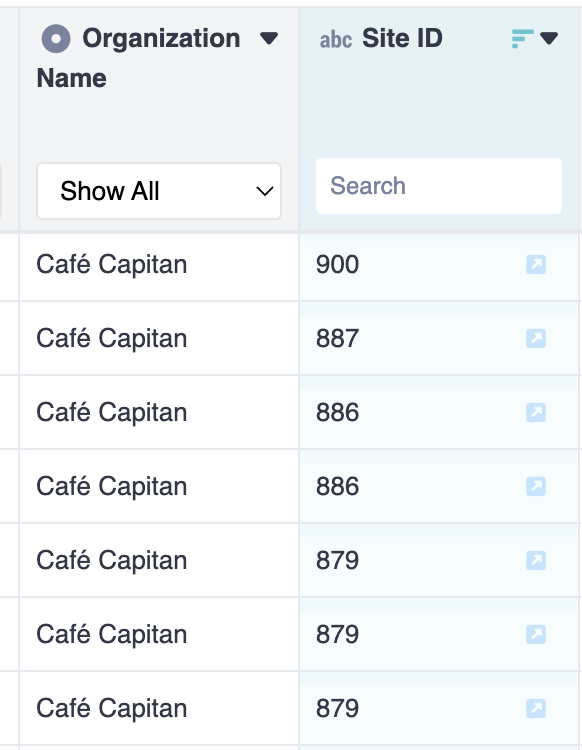 Organization Name
abc Site ID
Show All
Search
Café Capitan 900
Café Capitan 887
Café Capitan 886
Café Capitan 886
Café Capitan 879
Café Capitan 879
Café Capitan 879